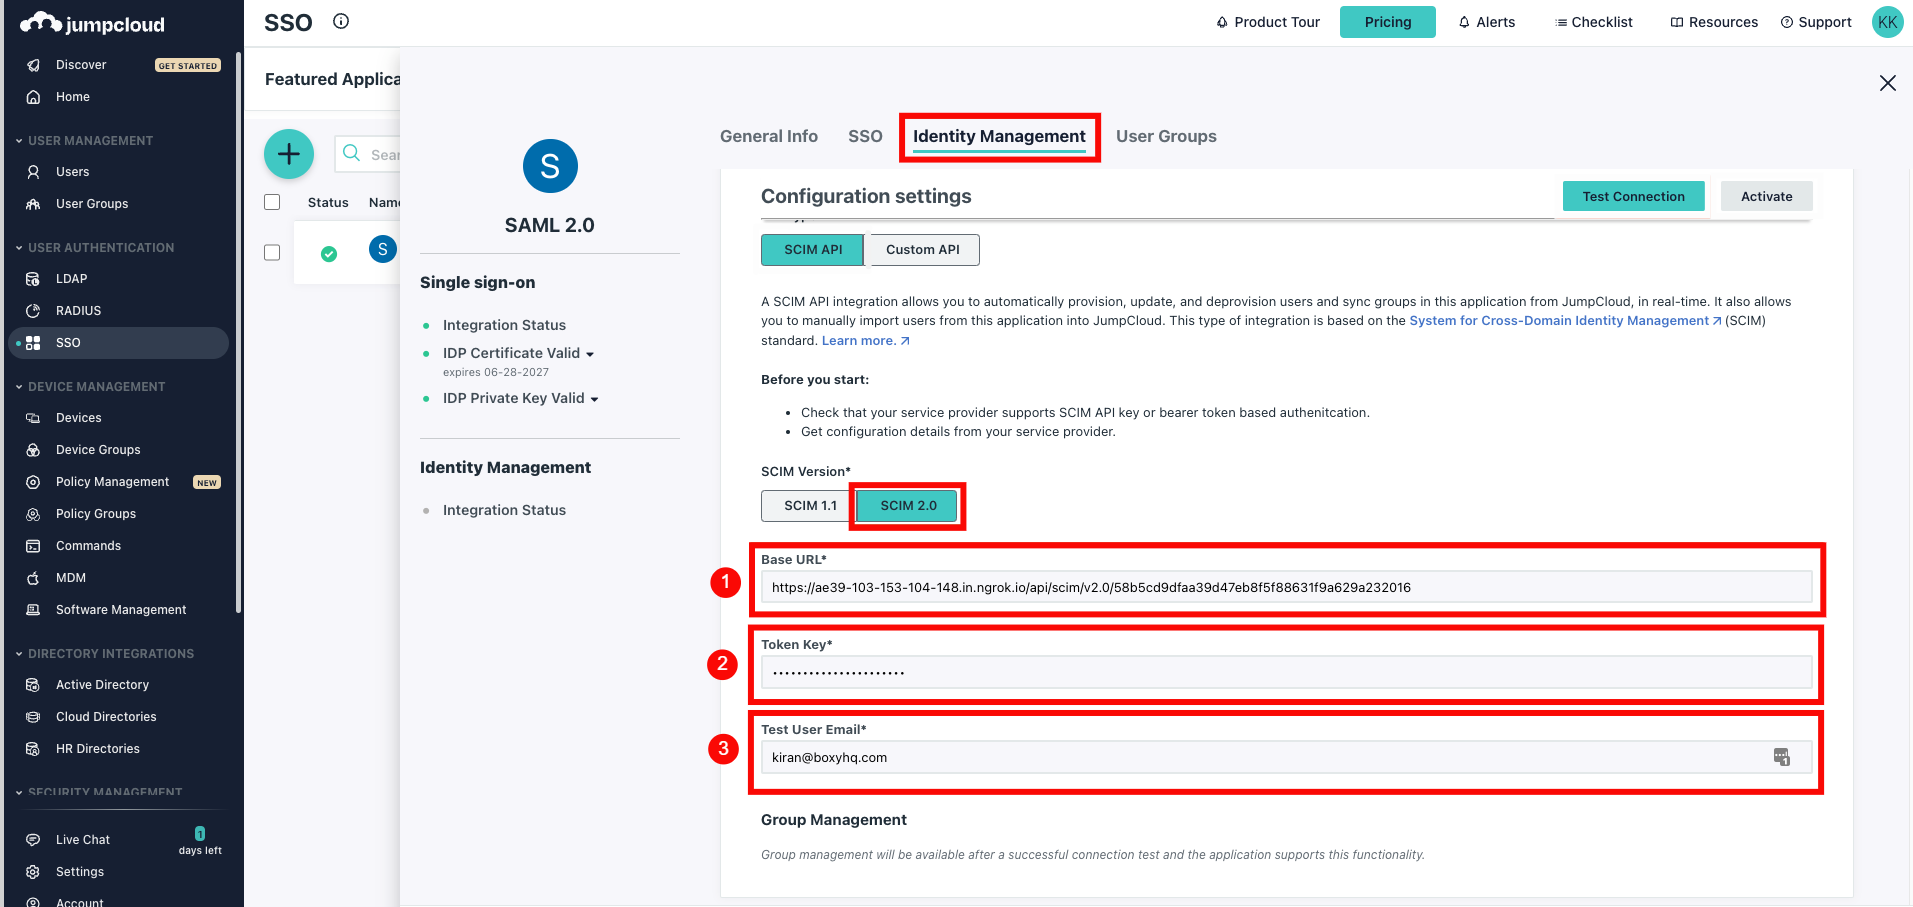 jumpcloud
Discover
GET STARTED
Home
USER MANAGEMENT
Users
User Groups
USER AUTHENTICATION
LDAP
RADIUS
SSO
DEVICE MANAGEMENT
Devices
Device Groups
Policy Management
NEW
Policy Groups
Commands
MDM
Software Management
DIRECTORY INTEGRATIONS
Active Directory
Cloud Directories
HR Directories
SECURITY MANAGEMENT
Live Chat
1
days left
Settings
Account
SSO
Product Tour
Pricing
Alerts
Checklist
Resources
Support
KK
Featured Applica
Sear
Status
Name
S
S
SAML 2.0
Single sign-on
Integration Status
IDP Certificate Valid
expires 06-28-2027
IDP Private Key Valid
Identity Management
Integration Status
General Info
SSO
Identity Management
User Groups
Configuration settings
Test Connection
Activate
SCIM API
Custom API
A SCIM API integration allows you to automatically provision, update, and deprovision users and sync groups in this application from JumpCloud, in real-time. It also allows
you to manually import users from this application into JumpCloud. This type of integration is based on the System for Cross-Domain Identity Management (SCIM)
standard. Learn more.
Before you start:
• Check that your service provider supports SCIM API key or bearer token based authenitcation.
• Get configuration details from your service provider.
SCIM Version*
SCIM 1.1
SCIM 2.0
1
Base URL*
https://ae39-103-153-104-148.in.ngrok.io/api/scim/v2.0/58b5cd9dfaa39d47eb8f5f88631f9a629a232016
2
Token Key*
••••••••••••••••••••••
3
Test User Email*
kiran@boxyhq.com
1
Group Management
Group management will be available after a successful connection test and the application supports this functionality.